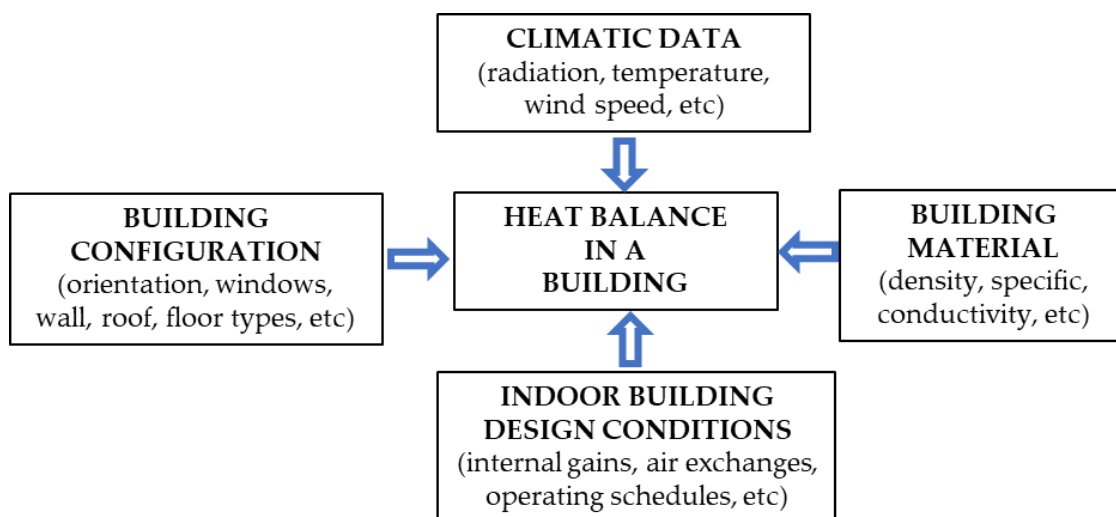 CLIMATIC DATA
(radiation, temperature,
wind speed, etc)
BUILDING
CONFIGURATION
(orientation, windows,
wall, roof, floor types, etc)
HEAT BALANCE
IN A
BUILDING
BUILDING
MATERIAL
(density, specific,
conductivity, etc)
INDOOR BUILDING
DESIGN CONDITIONS
(internal gains, air exchanges,
operating schedules, etc)